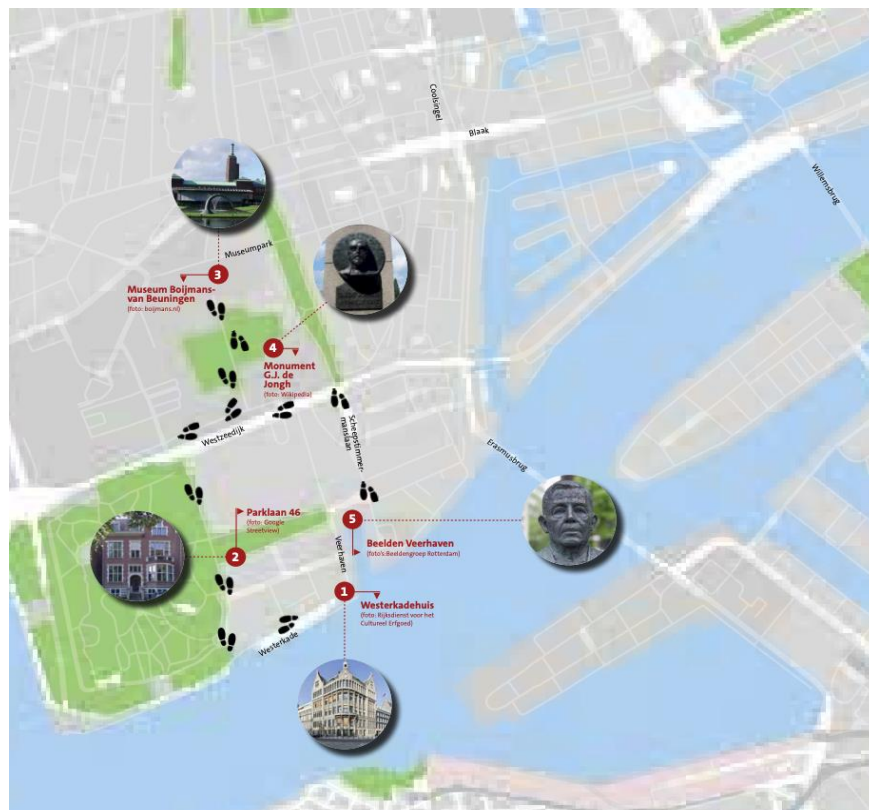 Coolsingel
Blaak
Willemsbrug
Museumpark
3
Museum Boijmans-
van Beuningen
(foto: boijmans.nl)
4
Monument
G.J. de
Jongh
(foto: Wikipedia)
Westzeedijk
Scheepstimmer-
manslaan
Erasmusbrug
Parklaan 46
(foto: Google
Streetview)
2
5
Beelden Veerhaven
(foto's Beeldengroep Rotterdam)
Veerhaven
1
Westerkadehuis
(foto: Rijksdienst voor het
Cultureel Erfgoed)
Westerkade